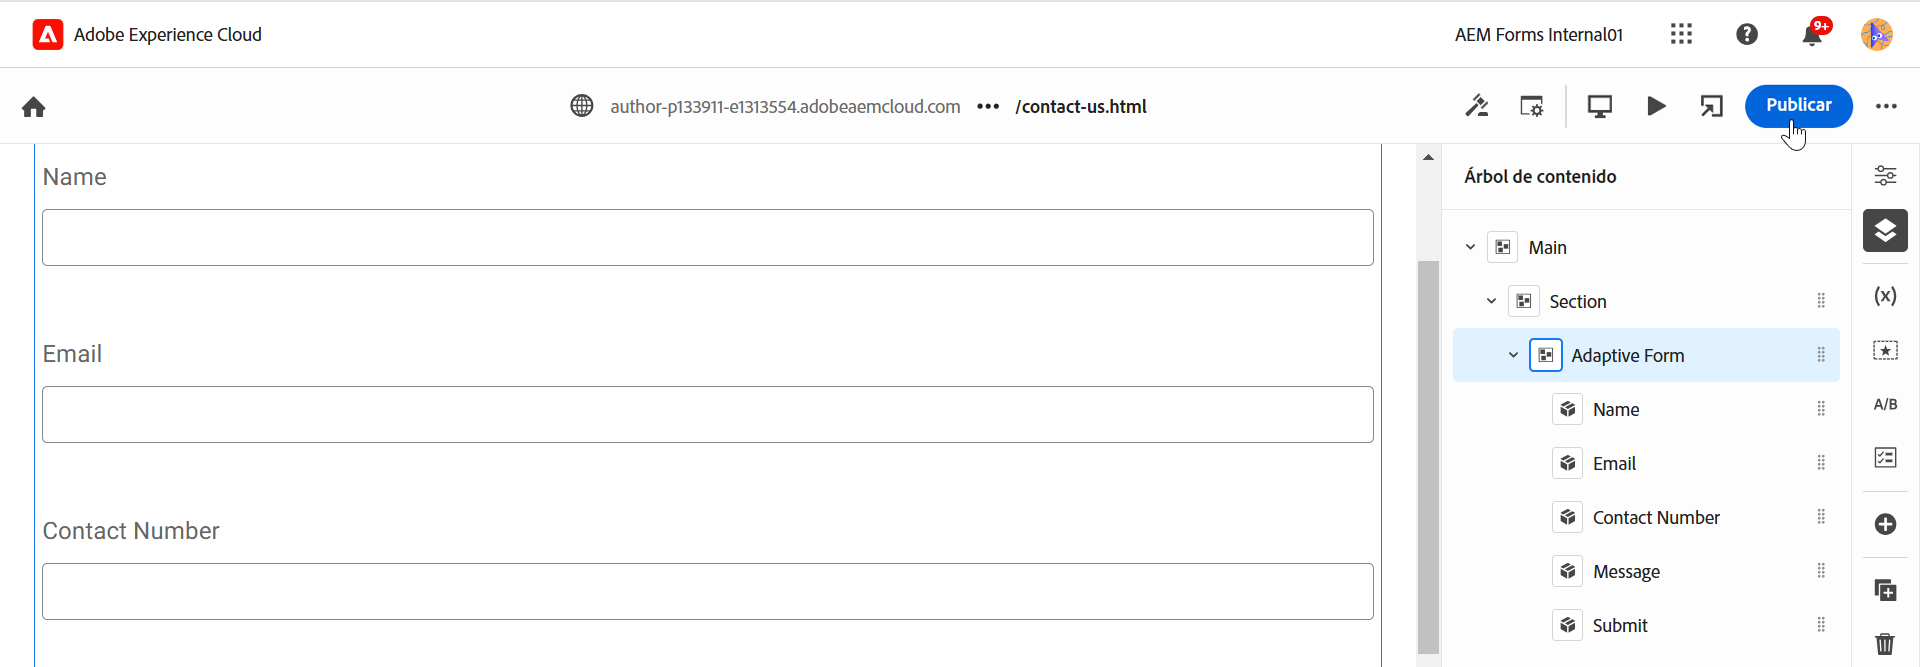 Adobe Experience Cloud
AEM Forms Internal01
9+
author-p133911-e1313554.adobeaemcloud.com ••• /contact-us.html
Publicar
Name
Email
Contact Number
Árbol de contenido
Main
Section
Adaptive Form
Name
Email
Contact Number
Message
Submit
(x)
A/B